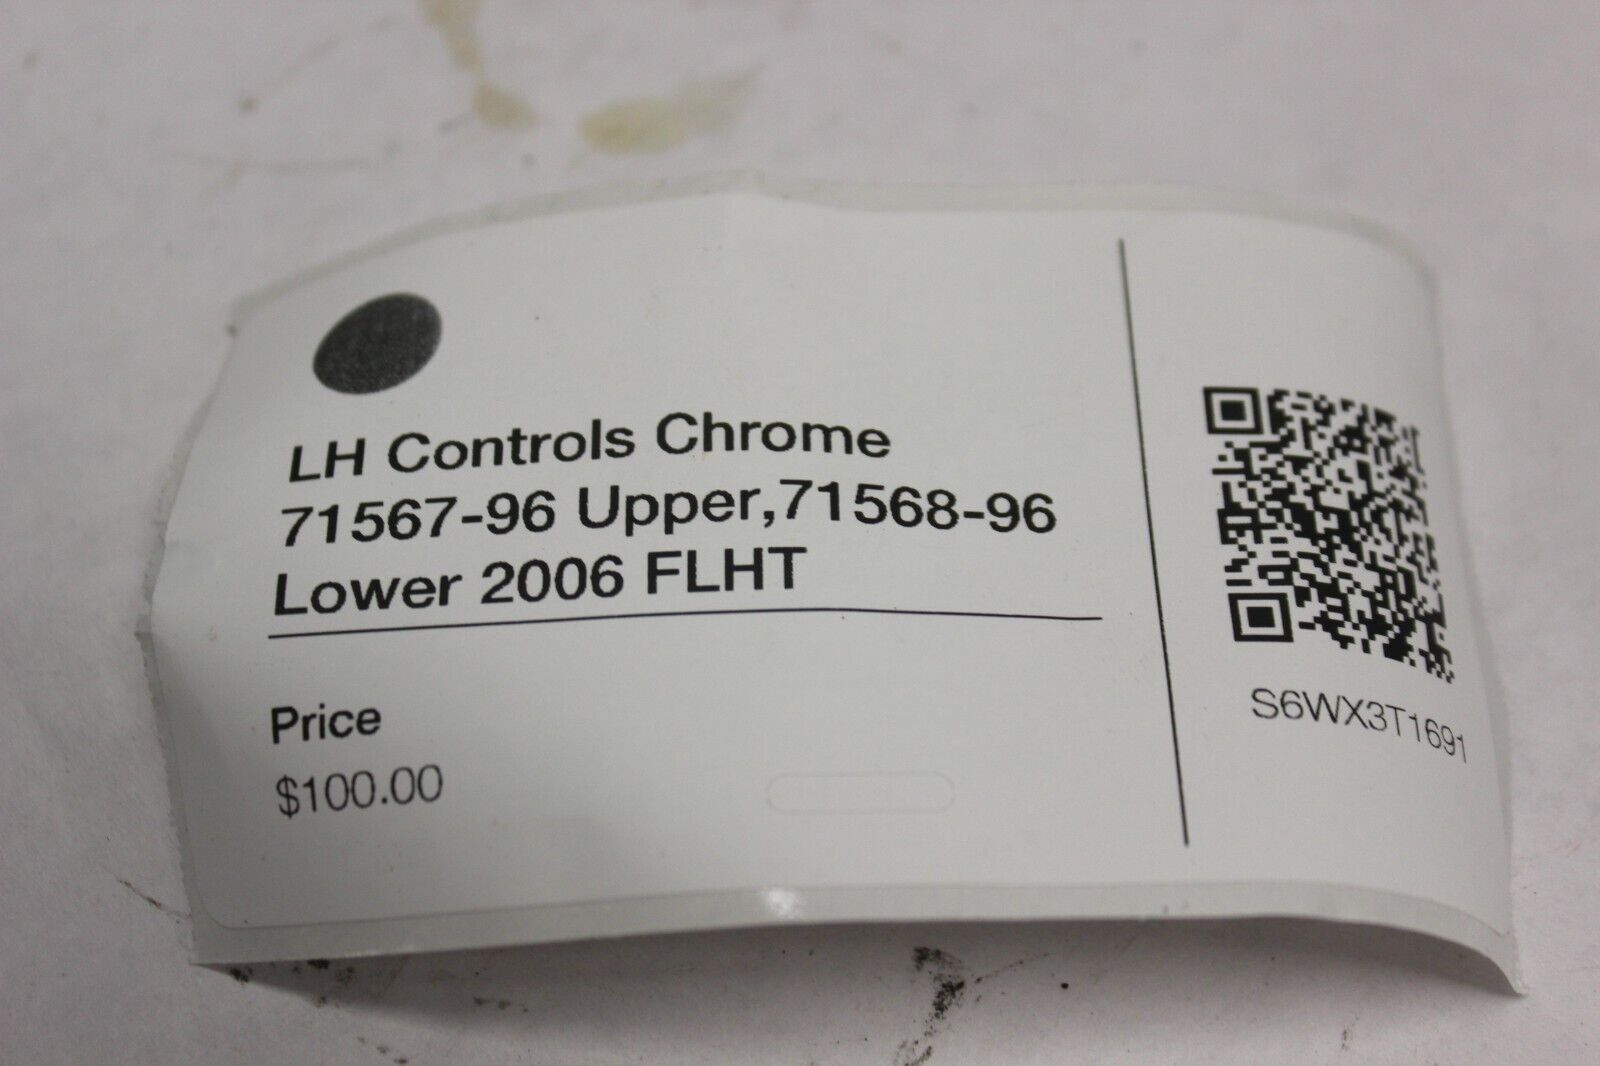 LH Controls Chrome
71567-96 Upper,71568-96
Lower 2006 FLHT
Price
$100.00
S6WX3T1691